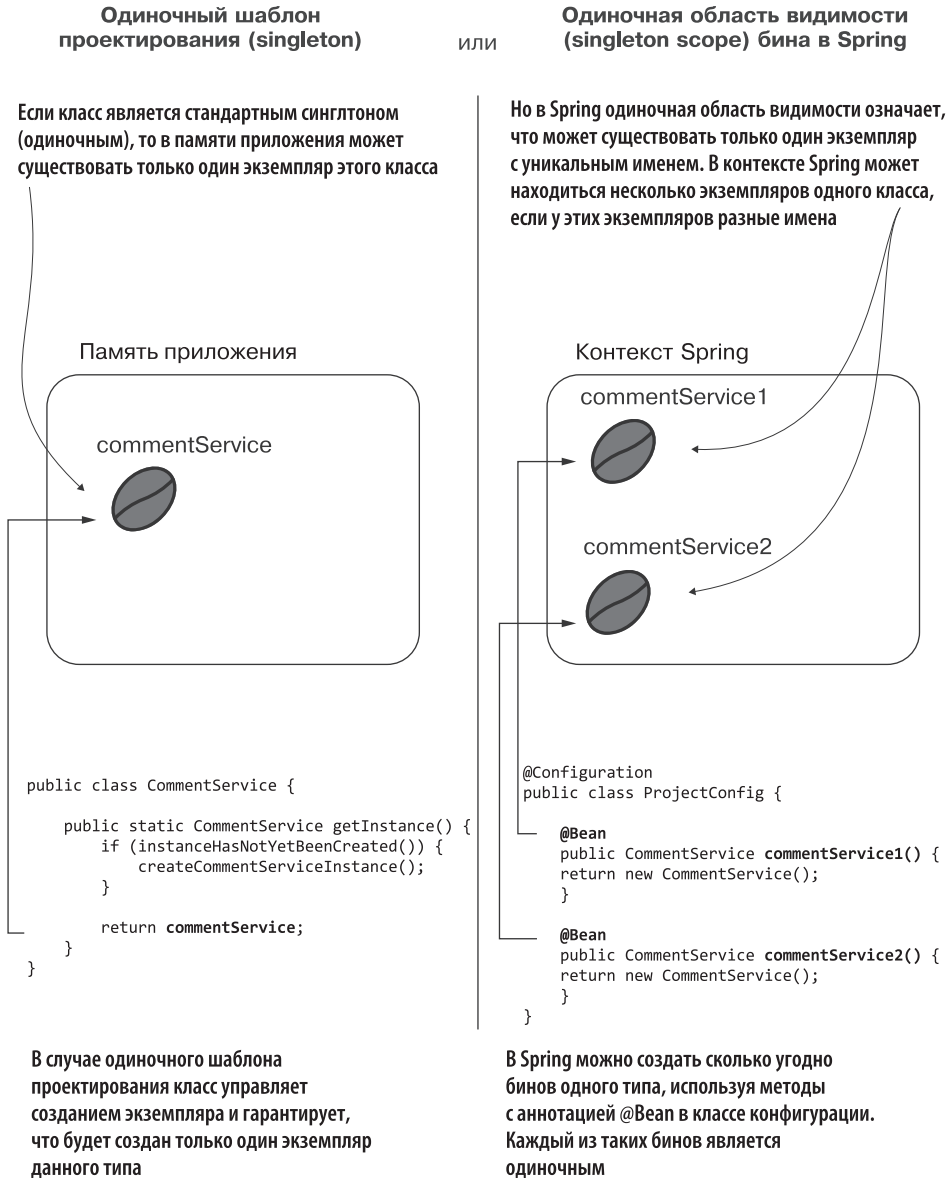 Одиночный шаблон
проектирования (singleton)
или
Одиночная область видимости
(singleton scope) бина в Spring
Если класс является стандартным синглтоном
(одиночным), то в памяти приложения может
существовать только один экземпляр этого класса
Но в Spring одиночная область видимости означает,
что может существовать только один экземпляр
с уникальным именем. В контексте Spring может
находиться несколько экземпляров одного класса,
если у этих экземпляров разные имена
Память приложения
commentService
Контекст Spring
commentService1
commentService2
public class CommentService {
public static CommentService getInstance() {
if (instanceHasNotYetBeenCreated()) {
createCommentServiceInstance();
}
return commentService;
}
}
@Configuration
public class ProjectConfig {
@Bean
public CommentService commentService1() {
return new CommentService();
}
@Bean
public CommentService commentService2() {
return new CommentService();
}
}
В случае одиночного шаблона
проектирования класс управляет
созданием экземпляра и гарантирует,
что будет создан только один экземпляр
данного типа
В Spring можно создать сколько угодно
бинов одного типа, используя методы
с аннотацией @Bean в классе конфигурации.
Каждый из таких бинов является
одиночным